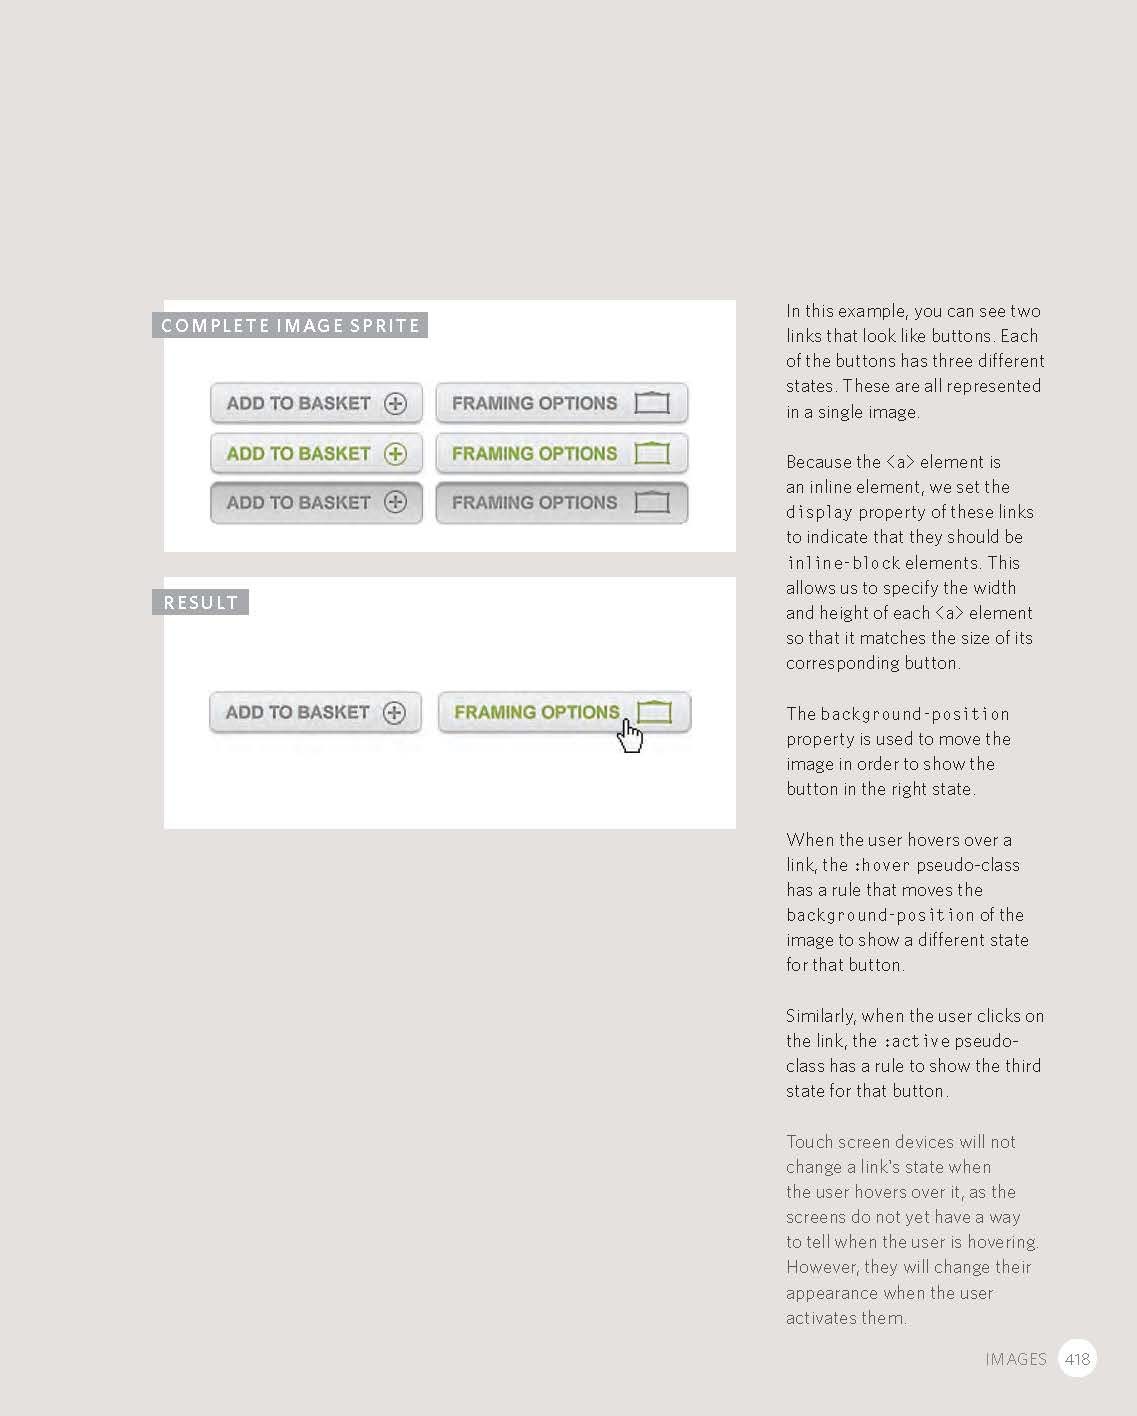 COMPLETE IMAGE SPRITE
ADD TO BASKET
FRAMING OPTIONS
ADD TO BASKET
FRAMING OPTIONS
ADD TO BASKET
FRAMING OPTIONS
RESULT
ADD TO BASKET
FRAMING OPTIONS
In this example, you can see two
links that look like buttons. Each
of the buttons has three different
states. These are all represented
in a single image.
Because the <a> element is
an inline element, we set the
display property of these links
to indicate that they should be
inline-block elements. This
allows us to specify the width
and height of each <a> element
so that it matches the size of its
corresponding button.
The background-position
property is used to move the
image in order to show the
button in the right state.
When the user hovers over a
link, the :hover pseudo-class
has a rule that moves the
background-position of the
image to show a different state
for that button.
Similarly, when the user clicks on
the link, the :active pseudo-
class has a rule to show the third
state for that button.
Touch screen devices will not
change a link's state when
the user hovers over it, as the
screens do not yet have a way
to tell when the user is hovering.
However, they will change their
appearance when the user
activates them.
IMAGES 418